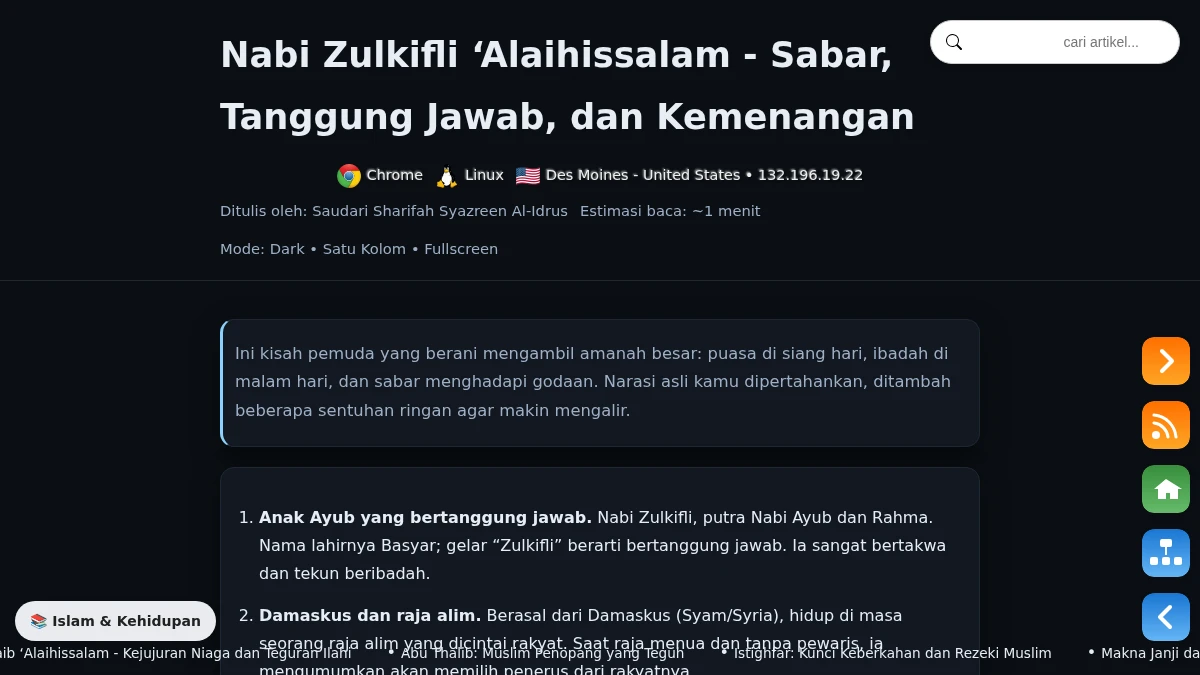 Nabi Zulkifli ‘Alaihissalam - Sabar,
Tanggung Jawab, dan Kemenangan
cari artikel...
Chrome Linux Des Moines - United States • 132.196.19.22
Ditulis oleh: Saudari Sharifah Syazreen Al-Idrus Estimasi baca: ~1 menit
Mode: Dark • Satu Kolom • Fullscreen
Ini kisah pemuda yang berani mengambil amanah besar: puasa di siang hari, ibadah di
malam hari, dan sabar menghadapi godaan. Narasi asli kamu dipertahankan, ditambah
beberapa sentuhan ringan agar makin mengalir.
1. Anak Ayub yang bertanggung jawab. Nabi Zulkifli, putra Nabi Ayub dan Rahma.
Nama lahirnya Basyar; gelar “Zulkifli” berarti bertanggung jawab. Ia sangat bertakwa
dan tekun beribadah.
2. Damaskus dan raja alim. Berasal dari Damaskus (Syam/Syria), hidup di masa
seorang raja alim yang dicintai rakyat. Saat raja menua dan tanpa pewaris, ia
mengumumkan akan memilih penerus dari rakyatnya.
📚 Islam & Kehidupan
aib ‘Alaihissalam - Kejujuran Niaga dan Teguran Ilahi • Abu Thalib: Muslim Penopang yang Teguh • Istighfar: Kunci Keberkahan dan Rezeki Muslim • Makna Janji da